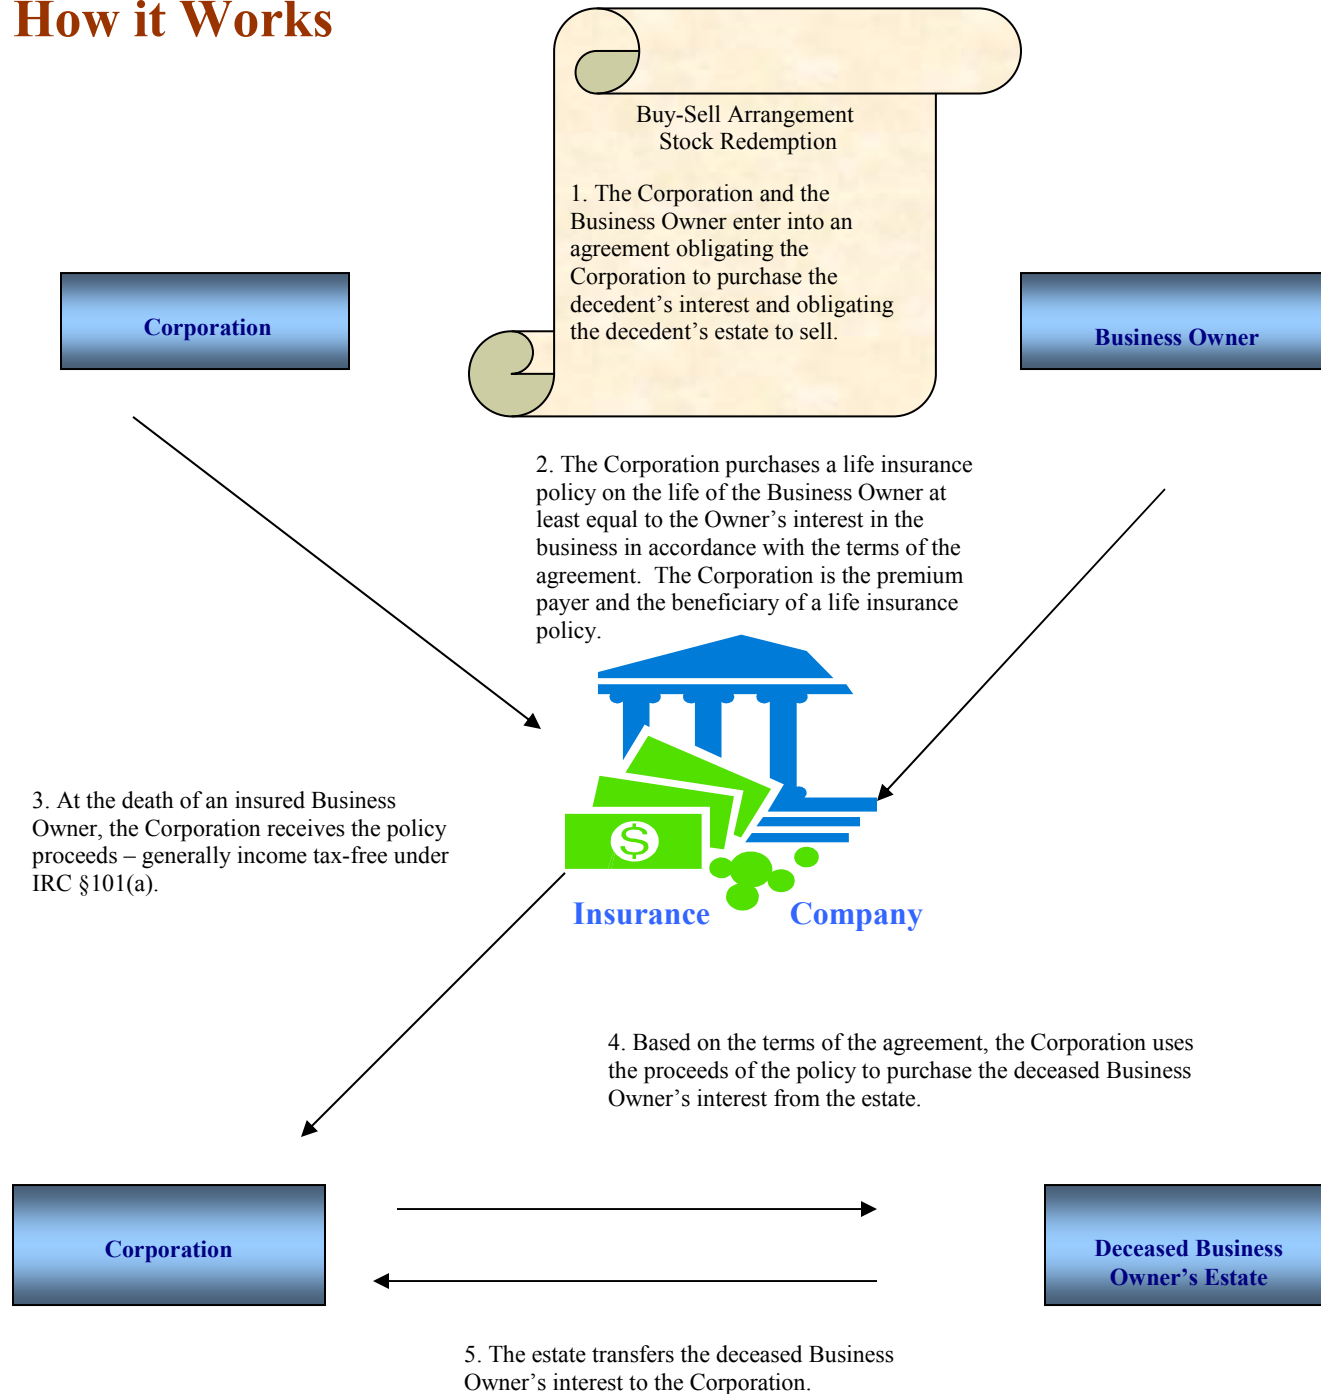 How it Works
Buy-Sell Arrangement
Stock Redemption
1. The Corporation and the
Business Owner enter into an
agreement obligating the
Corporation to purchase the
decedent’s interest and obligating
the decedent’s estate to sell.
Corporation
Business Owner
2. The Corporation purchases a life insurance
policy on the life of the Business Owner at
least equal to the Owner’s interest in the
business in accordance with the terms of the
agreement.  The Corporation is the premium
payer and the beneficiary of a life insurance
policy.
3. At the death of an insured Business
Owner, the Corporation receives the policy
proceeds – generally income tax-free under
IRC §101(a).
$
Insurance Company
4. Based on the terms of the agreement, the Corporation uses
the proceeds of the policy to purchase the deceased Business
Owner’s interest from the estate.
Corporation
Deceased Business
Owner’s Estate
5. The estate transfers the deceased Business
Owner’s interest to the Corporation.